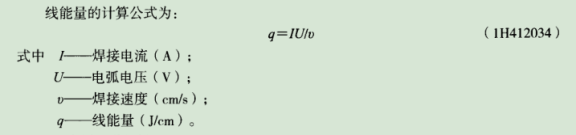 线能量的计算公式为：
q=IU/υ （1H412034）
式中 I——焊接电流（A）；
U——电弧电压（V）；
υ——焊接速度（cm/s）；
q——线能量（J/cm）。